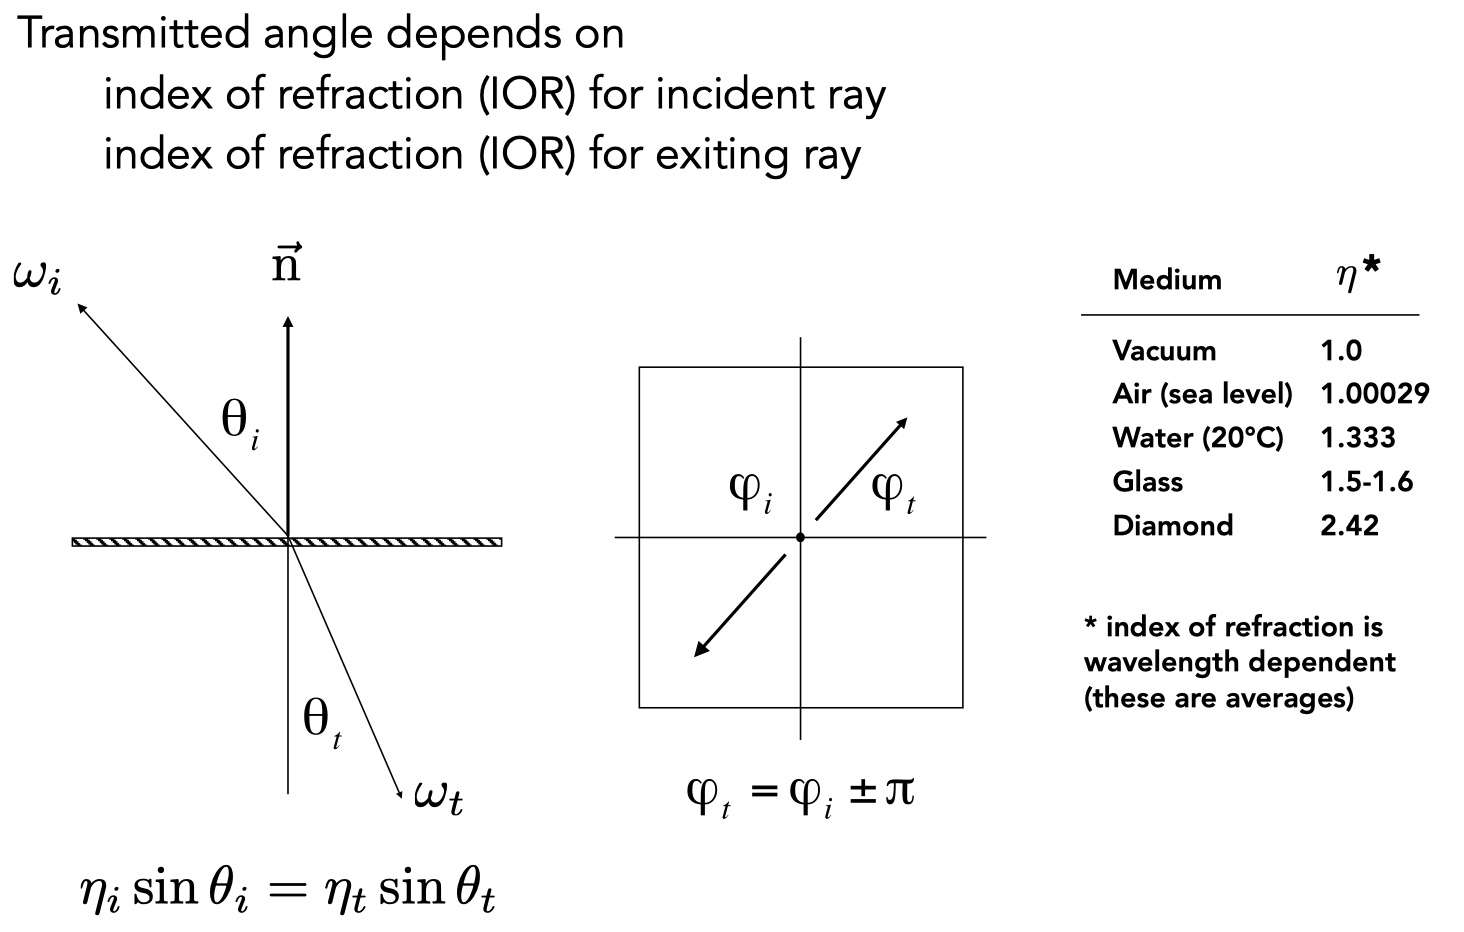 Transmitted angle depends on
index of refraction (IOR) for incident ray
index of refraction (IOR) for exiting ray
ωᵢ
n⃗
θᵢ
θₜ
ωₜ
ηᵢ sin θᵢ = ηₜ sin θₜ
φᵢ
φₜ
φₜ = φᵢ ± π
Medium η*
Vacuum 1.0
Air (sea level) 1.00029
Water (20°C) 1.333
Glass 1.5-1.6
Diamond 2.42
* index of refraction is
wavelength dependent
(these are averages)